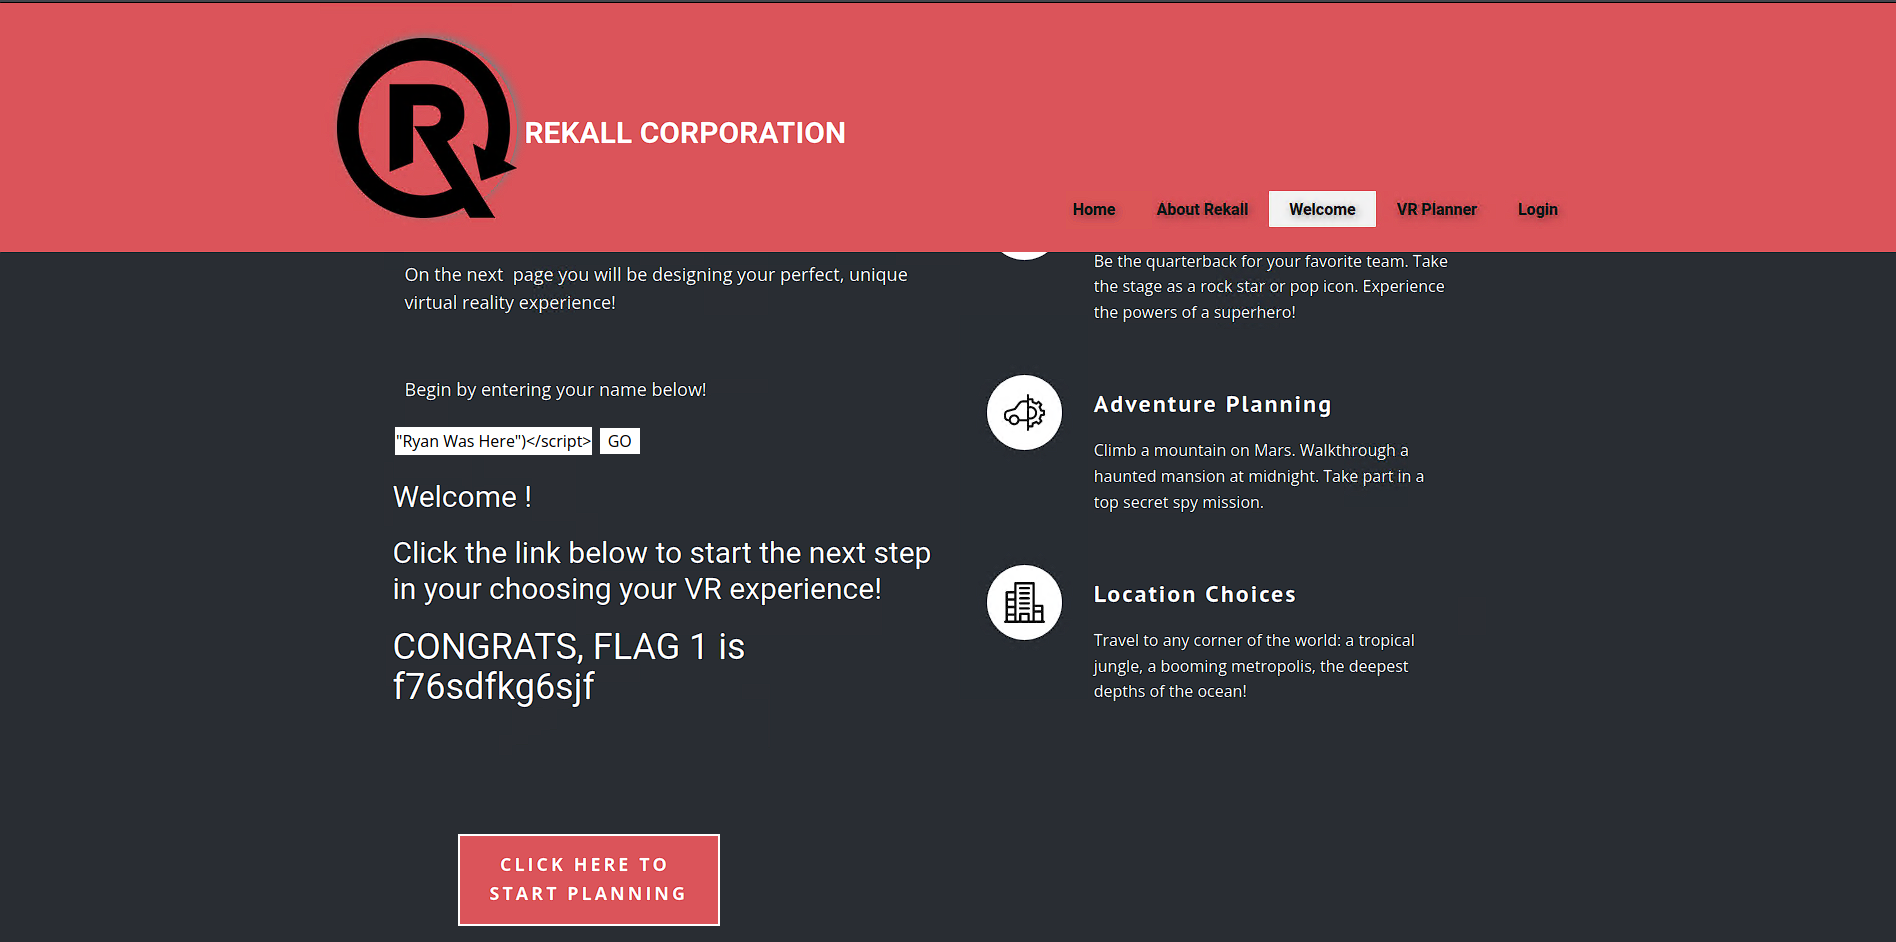 REKALL CORPORATION
Home About Rekall Welcome VR Planner Login
On the next page you will be designing your perfect, unique
virtual reality experience!
Begin by entering your name below!
"Ryan Was Here")</script> GO
Welcome !
Click the link below to start the next step
in your choosing your VR experience!
CONGRATS, FLAG 1 is
f76sdfkg6sjf
CLICK HERE TO
START PLANNING
Be the quarterback for your favorite team. Take
the stage as a rock star or pop icon. Experience
the powers of a superhero!
Adventure Planning
Climb a mountain on Mars. Walkthrough a
haunted mansion at midnight. Take part in a
top secret spy mission.
Location Choices
Travel to any corner of the world: a tropical
jungle, a booming metropolis, the deepest
depths of the ocean!